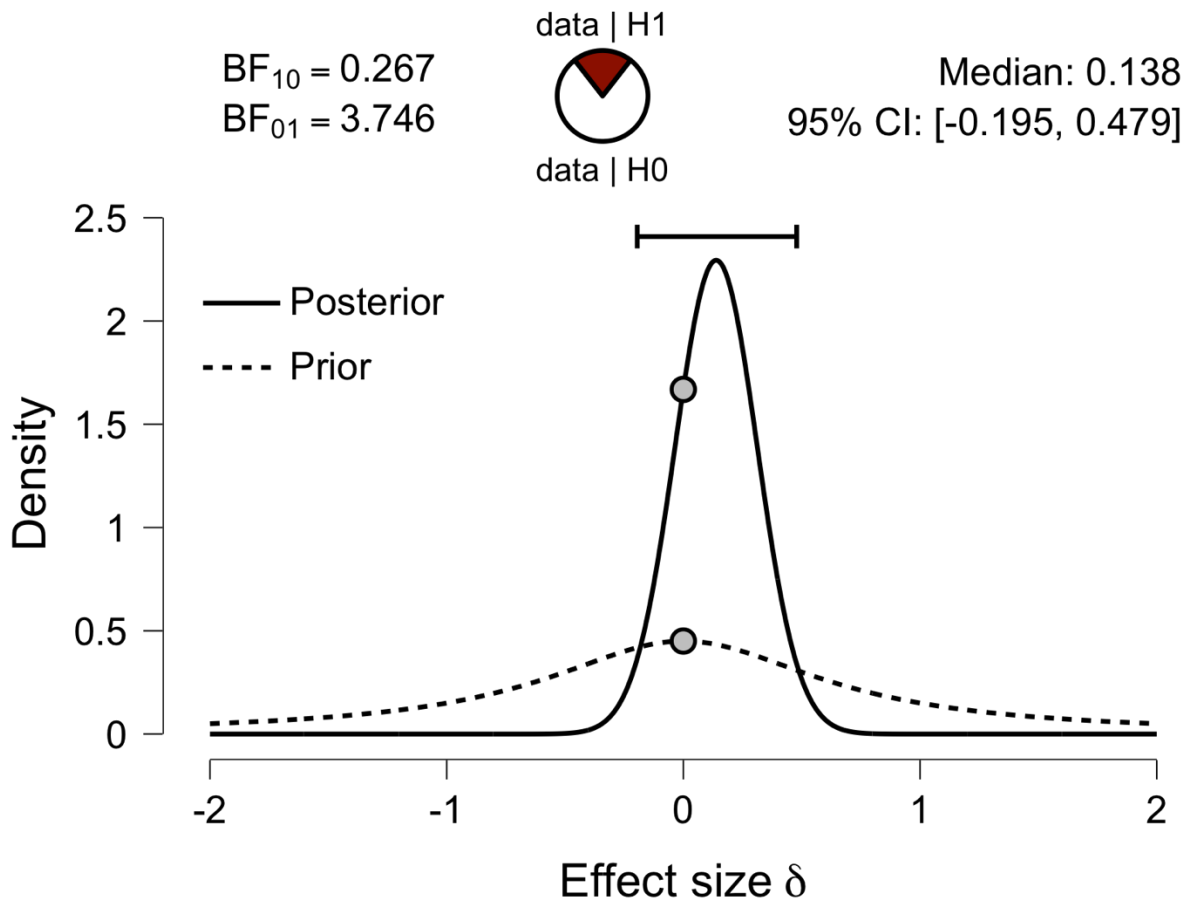 data | H1
BF₁₀ = 0.267
BF₀₁ = 3.746
Median: 0.138
95% CI: [-0.195, 0.479]
data | H0
2.5
2
1.5
1
0.5
0
Density
Posterior
Prior
-2 -1 0 1 2
Effect size δ